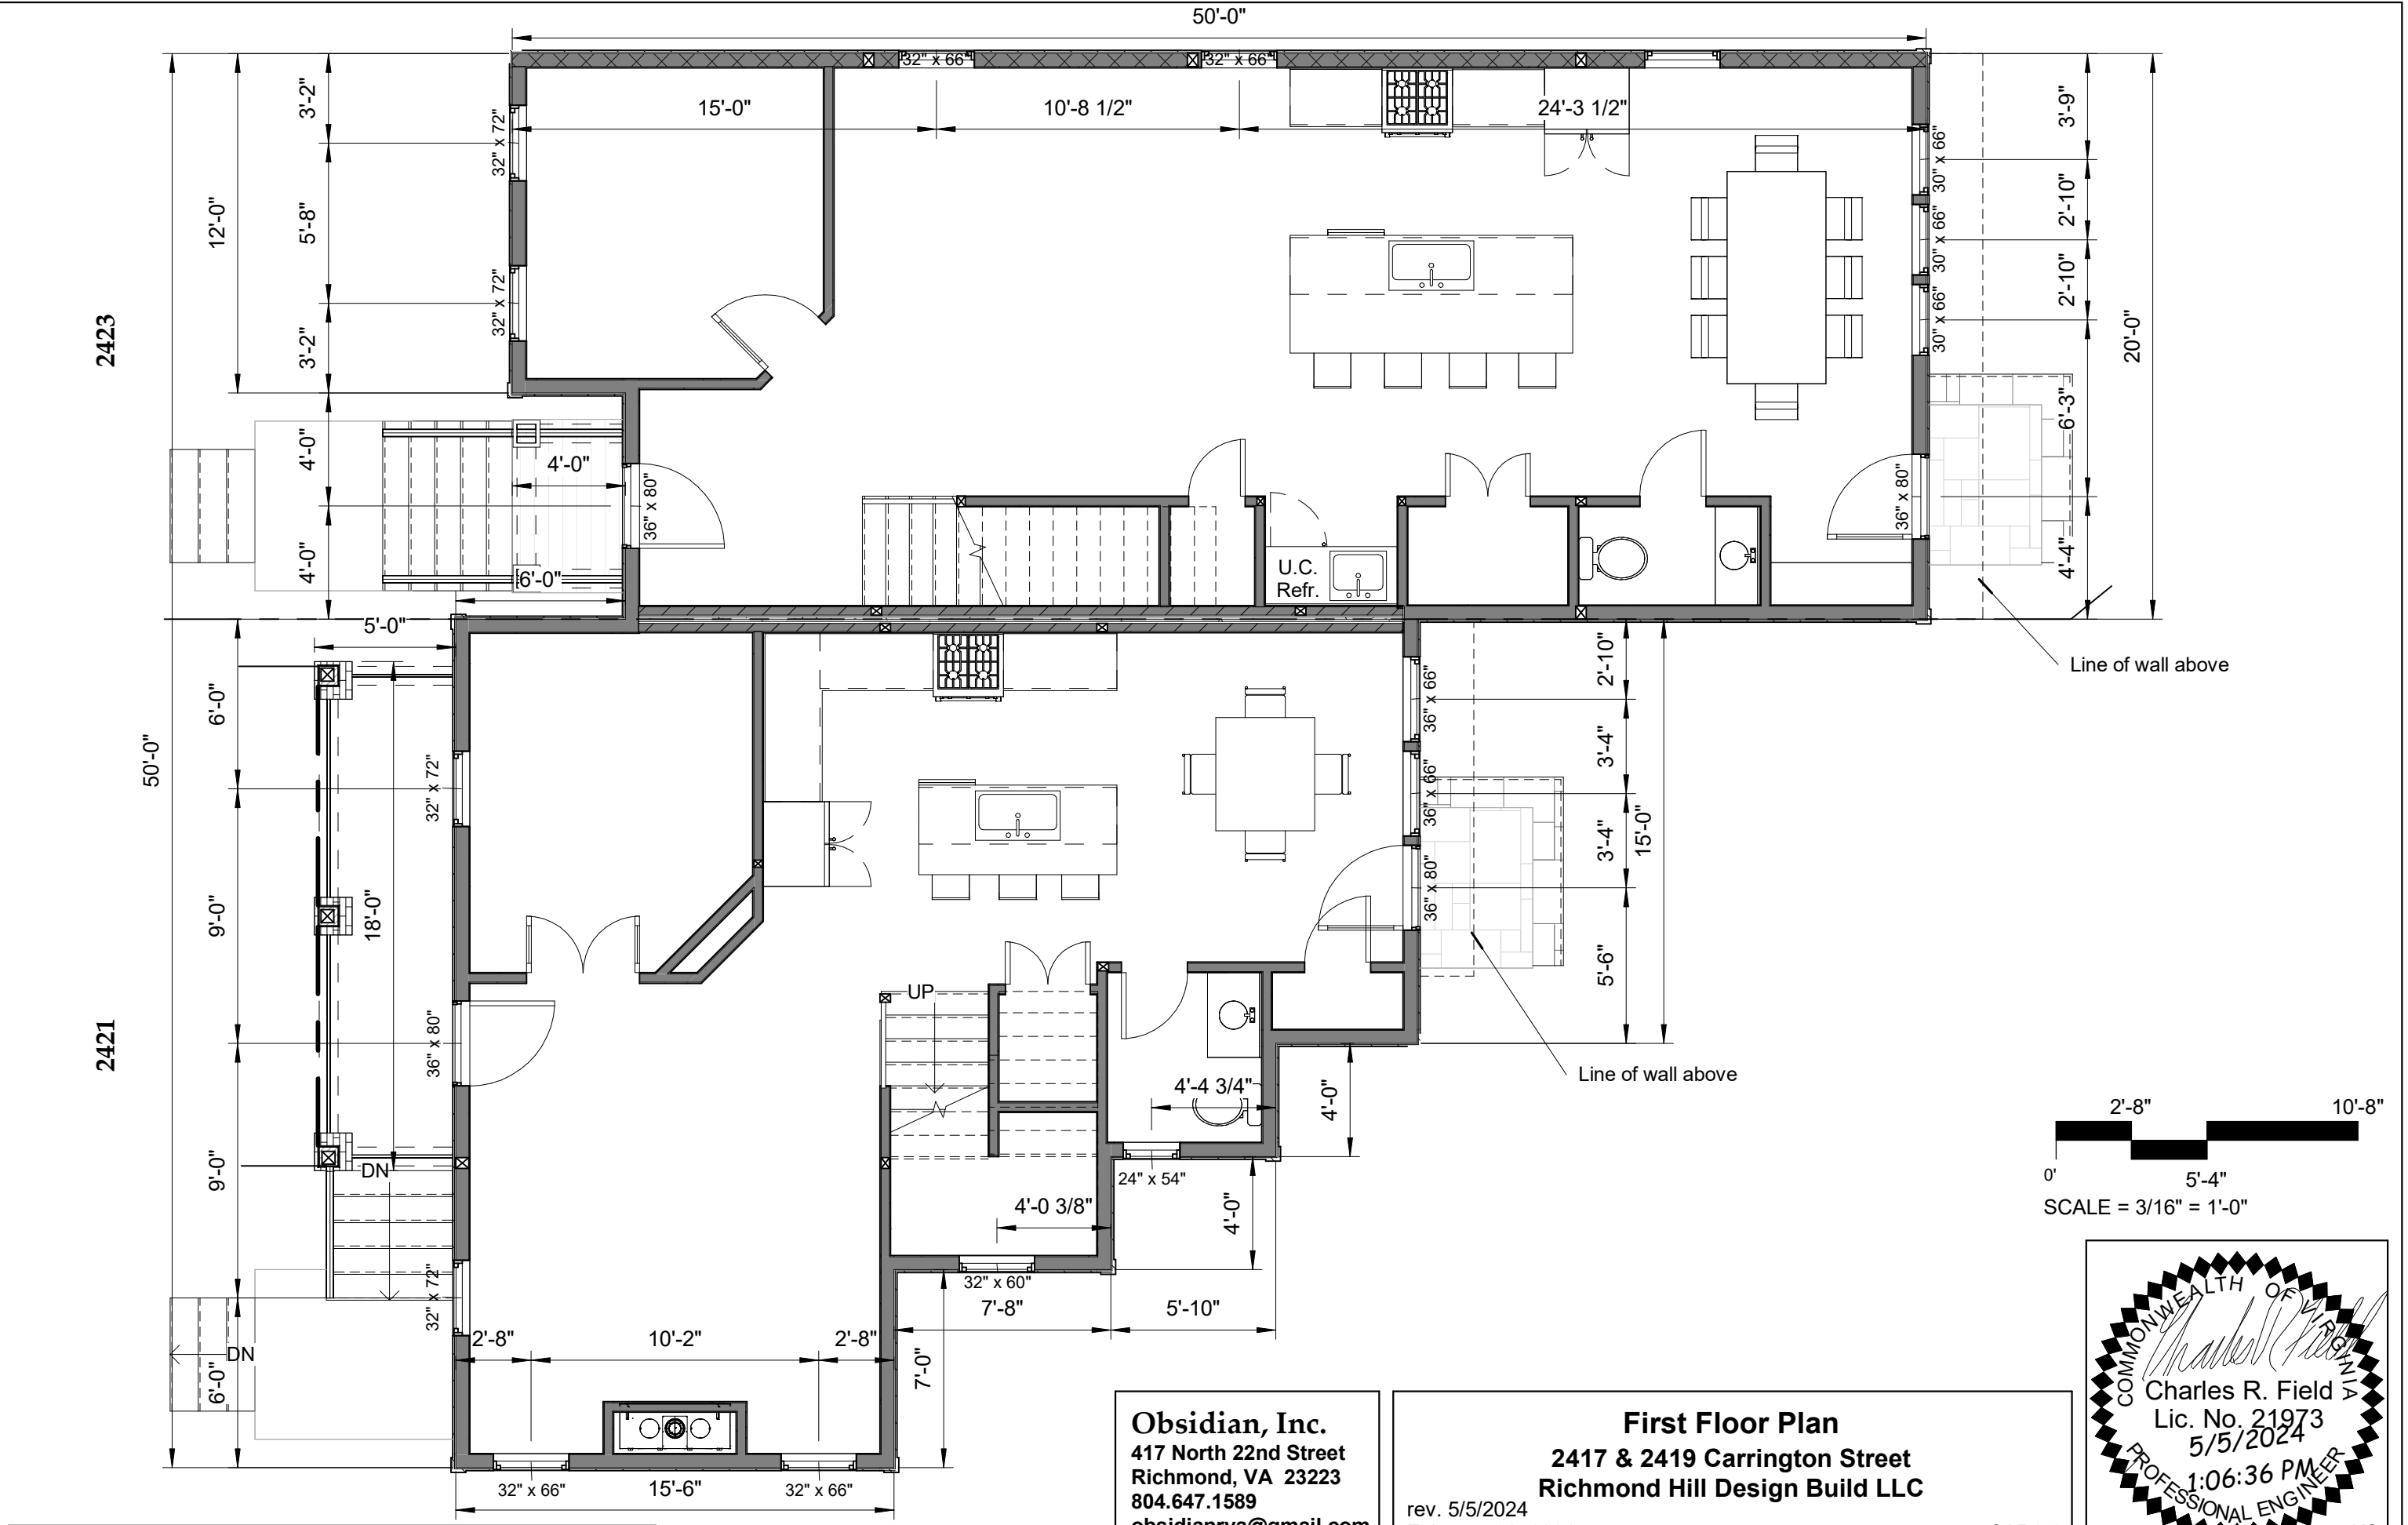 50'-0"
32" x 66"
32" x 66"
15'-0"
10'-8 1/2"
24'-3 1/2"
3'-2"
5'-8"
3'-2"
12'-0"
32" x 72"
32" x 72"
2423
3'-9"
2'-10"
2'-10"
6'-3"
4'-4"
20'-0"
30" x 66"
30" x 66"
30" x 66"
36" x 80"
4'-0"
4'-0"
4'-0"
6'-0"
36" x 80"
U.C.
Refr.
Line of wall above
5'-0"
6'-0"
9'-0"
9'-0"
6'-0"
50'-0"
18'-0"
32" x 72"
36" x 80"
32" x 72"
2421
DN
DN
UP
2'-10"
3'-4"
3'-4"
5'-6"
15'-0"
36" x 66"
36" x 66"
36" x 80"
Line of wall above
4'-4 3/4"
4'-0"
24" x 54"
4'-0 3/8"
4'-0"
32" x 60"
7'-8"
5'-10"
2'-8"
10'-2"
2'-8"
7'-0"
32" x 66"
15'-6"
32" x 66"
2'-8"
10'-8"
0'
5'-4"
SCALE = 3/16" = 1'-0"
Obsidian, Inc.
417 North 22nd Street
Richmond, VA 23223
804.647.1589
obsidianrva@gmail.com
First Floor Plan
2417 & 2419 Carrington Street
Richmond Hill Design Build LLC
rev. 5/5/2024
COMMONWEALTH OF VIRGINIA
Charles R. Field
Lic. No. 21973
5/5/2024
1:06:36 PM
PROFESSIONAL ENGINEER